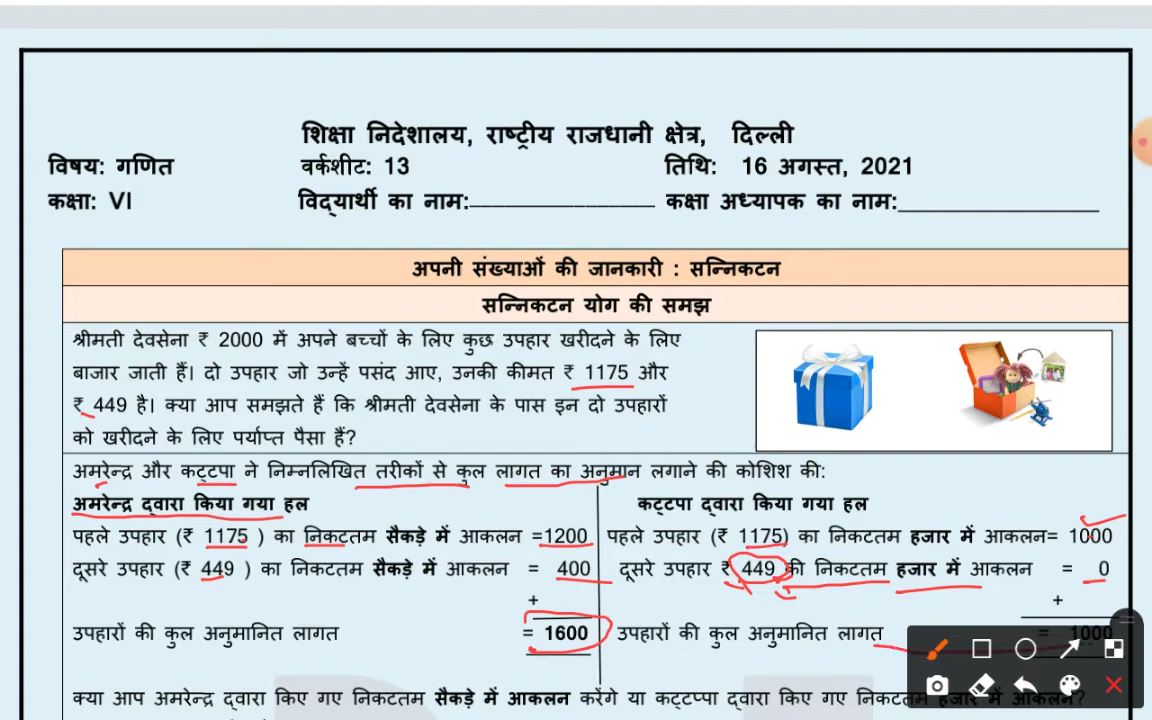 शिक्षा निदेशालय, राष्ट्रीय राजधानी क्षेत्र, दिल्ली
विषय: गणित वर्कशीट: 13 तिथि: 16 अगस्त, 2021
कक्षा: VI विद्यार्थी का नाम:________________ कक्षा अध्यापक का नाम:________________
अपनी संख्याओं की जानकारी : सन्निकटन
सन्निकटन योग की समझ
श्रीमती देवसेना ₹ 2000 में अपने बच्चों के लिए कुछ उपहार खरीदने के लिए
बाजार जाती हैं। दो उपहार जो उन्हें पसंद आए, उनकी कीमत ₹ 1175 और
₹ 449 है। क्या आप समझते हैं कि श्रीमती देवसेना के पास इन दो उपहारों
को खरीदने के लिए पर्याप्त पैसा हैं?
अमरेन्द्र और कट्टपा ने निम्नलिखित तरीकों से कुल लागत का अनुमान लगाने की कोशिश की:
अमरेन्द्र द्वारा किया गया हल
पहले उपहार (₹ 1175 ) का निकटतम सैकड़े में आकलन =1200
दूसरे उपहार (₹ 449 ) का निकटतम सैकड़े में आकलन = 400
+
उपहारों की कुल अनुमानित लागत = 1600
कट्टपा द्वारा किया गया हल
पहले उपहार (₹ 1175) का निकटतम हजार में आकलन= 1000
दूसरे उपहार ₹ 449 की निकटतम हजार में आकलन = 0
+
उपहारों की कुल अनुमानित लागत = 1000
क्या आप अमरेन्द्र द्वारा किए गए निकटतम सैकड़े में आकलन करेंगे या कट्टप्पा द्वारा किए गए निकटतम हजार में आकलन?